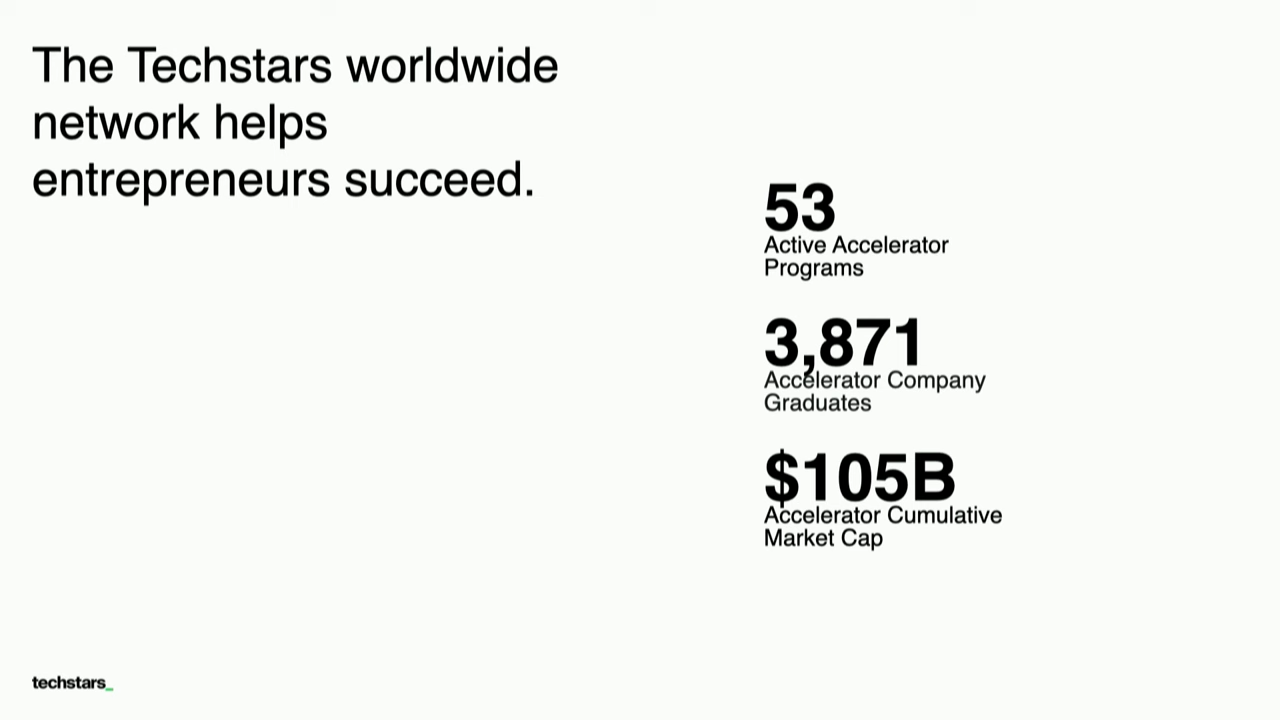 The Techstars worldwide
network helps
entrepreneurs succeed.
53
Active Accelerator
Programs
3,871
Accelerator Company
Graduates
$105B
Accelerator Cumulative
Market Cap
techstars_